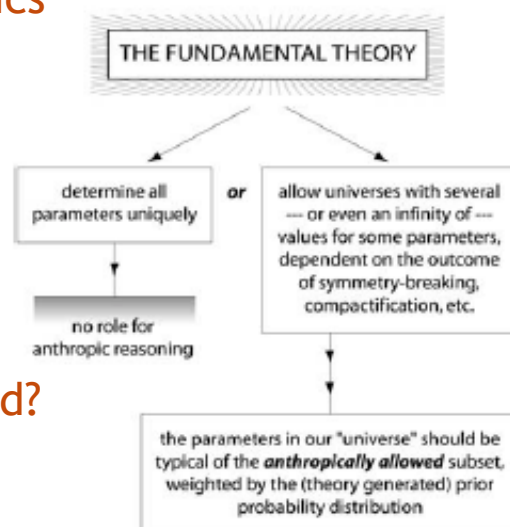 THE FUNDAMENTAL THEORY
determine all
parameters uniquely
or
allow universes with several
--- or even an infinity of ---
values for some parameters,
dependent on the outcome
of symmetry-breaking,
compactification, etc.
no role for
anthropic reasoning
the parameters in our "universe" should be
typical of the anthropically allowed subset,
weighted by the (theory generated) prior
probability distribution